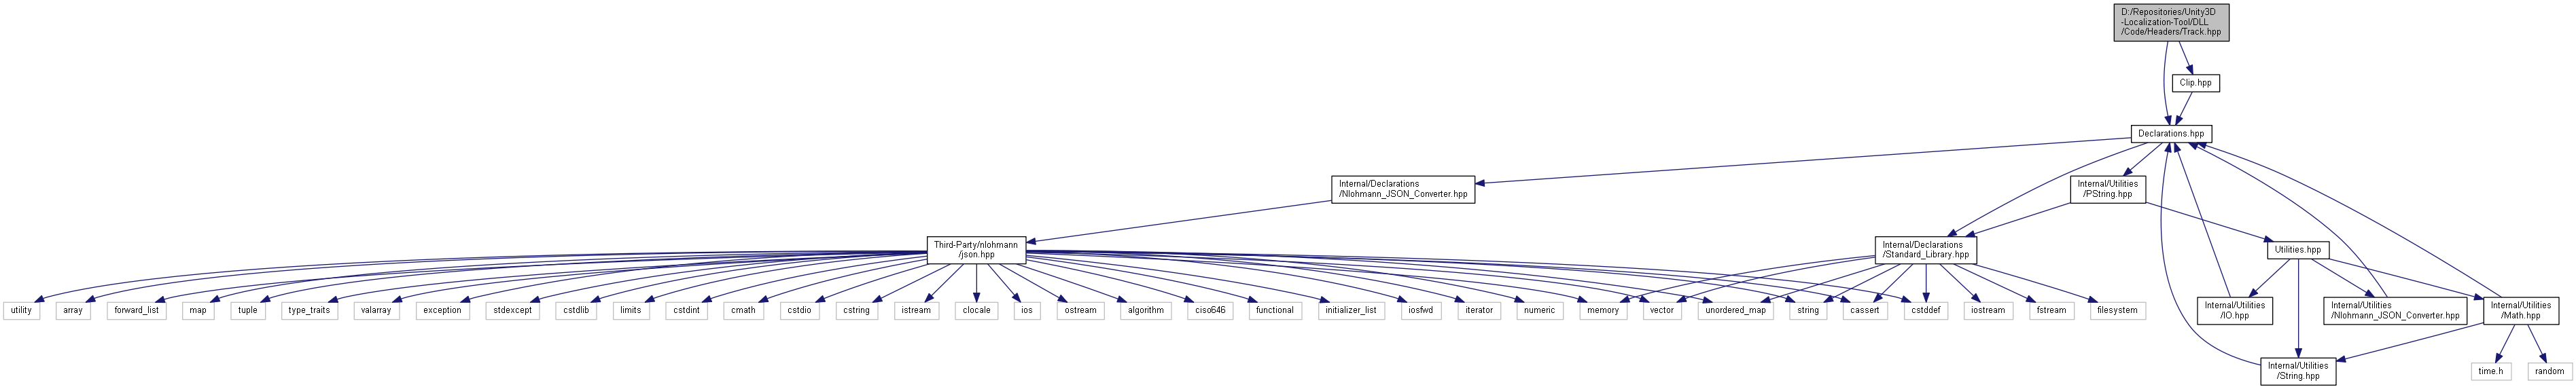 D:/Repositories/Unity3D
-Localization-Tool/DLL
/Code/Headers/Track.hpp
Clip.hpp
Declarations.hpp
Internal/Declarations
/Nlohmann_JSON_Converter.hpp
Internal/Utilities
/PString.hpp
Third-Party/nlohmann
/json.hpp
Internal/Declarations
/Standard_Library.hpp
Utilities.hpp
utility
array
forward_list
map
tuple
type_traits
valarray
exception
stdexcept
cstdlib
limits
cstdint
cmath
cstdio
cstring
istream
clocale
ios
ostream
algorithm
ciso646
functional
initializer_list
iosfwd
iterator
numeric
memory
vector
unordered_map
string
cassert
cstddef
iostream
fstream
filesystem
Internal/Utilities
/IO.hpp
Internal/Utilities
/Nlohmann_JSON_Converter.hpp
Internal/Utilities
/Math.hpp
Internal/Utilities
/String.hpp
time.h
random